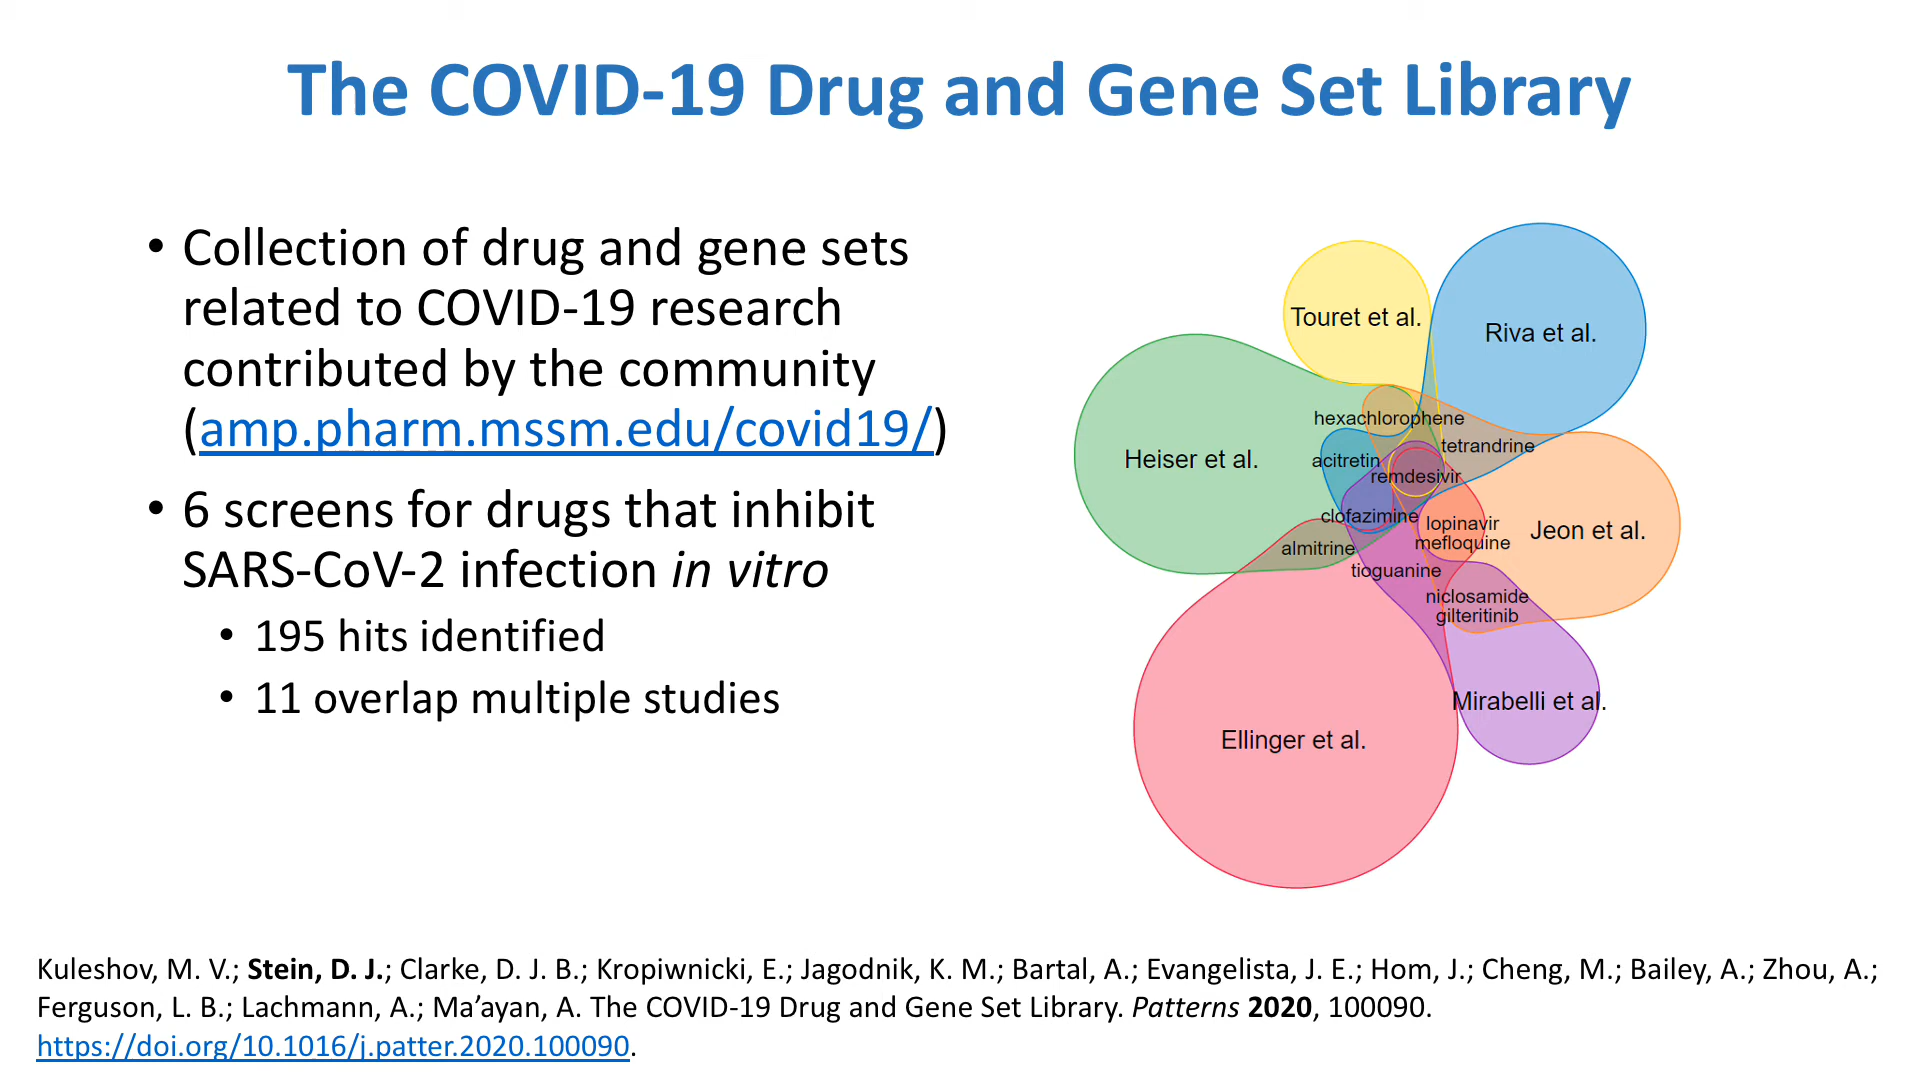 The COVID-19 Drug and Gene Set Library
• Collection of drug and gene sets
related to COVID-19 research
contributed by the community
(amp.pharm.mssm.edu/covid19/)
• 6 screens for drugs that inhibit
SARS-CoV-2 infection in vitro
• 195 hits identified
• 11 overlap multiple studies
Touret et al.
Riva et al.
hexachlorophene
tetrandrine
Heiser et al.
acitretin
remdesivir
clofazimine
lopinavir
mefloquine
Jeon et al.
almitrine
tioguanine
niclosamide
gilteritinib
Mirabelli et al.
Ellinger et al.
Kuleshov, M. V.; Stein, D. J.; Clarke, D. J. B.; Kropiwnicki, E.; Jagodnik, K. M.; Bartal, A.; Evangelista, J. E.; Hom, J.; Cheng, M.; Bailey, A.; Zhou, A.;
Ferguson, L. B.; Lachmann, A.; Ma’ayan, A. The COVID-19 Drug and Gene Set Library. Patterns 2020, 100090.
https://doi.org/10.1016/j.patter.2020.100090.